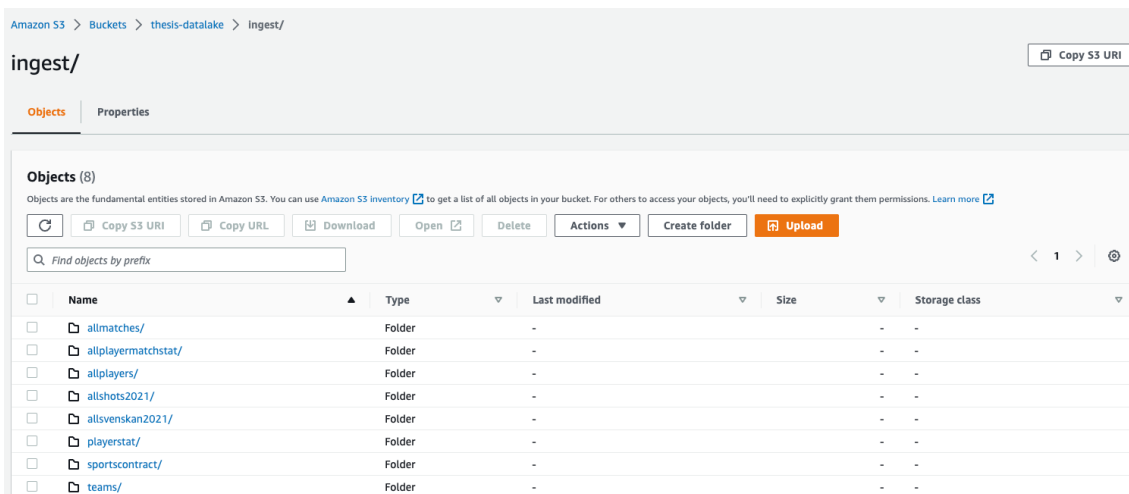 Amazon S3 > Buckets > thesis-datalake > ingest/
ingest/
Copy S3 URI
Objects Properties
Objects (8)
Objects are the fundamental entities stored in Amazon S3. You can use Amazon S3 inventory to get a list of all objects in your bucket. For others to access your objects, you'll need to explicitly grant them permissions. Learn more
Copy S3 URI Copy URL Download Open Delete Actions Create folder Upload
Find objects by prefix
< 1 >
Name Type Last modified Size Storage class
allmatches/ Folder - - -
allplayermatchstat/ Folder - - -
allplayers/ Folder - - -
allshots2021/ Folder - - -
allsvenskan2021/ Folder - - -
playerstat/ Folder - - -
sportscontract/ Folder - - -
teams/ Folder - - -